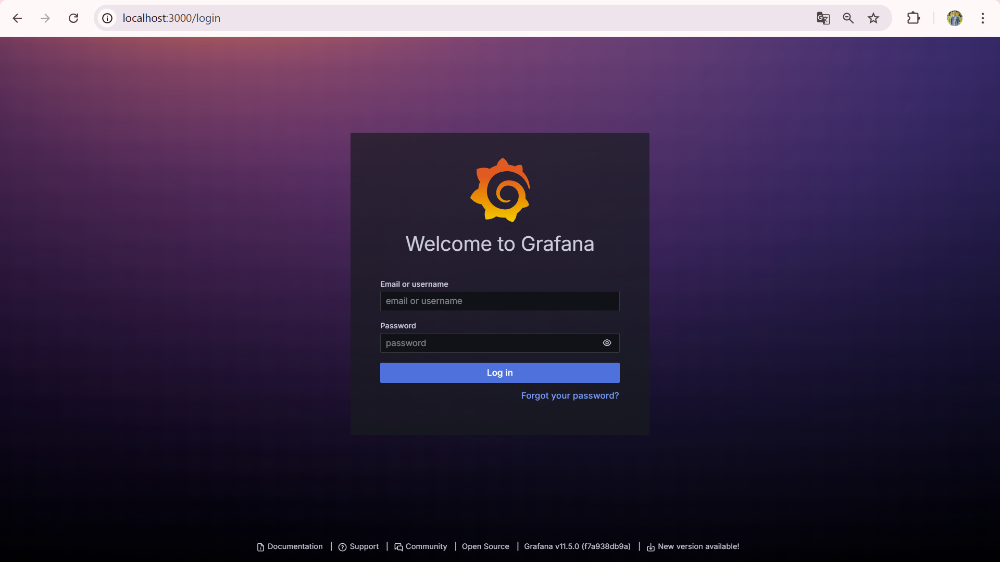 localhost:3000/login
Welcome to Grafana
Email or username
email or username
Password
password
Log in
Forgot your password?
Documentation | Support | Community | Open Source | Grafana v11.5.0 (f7a938db9a) | New version available!